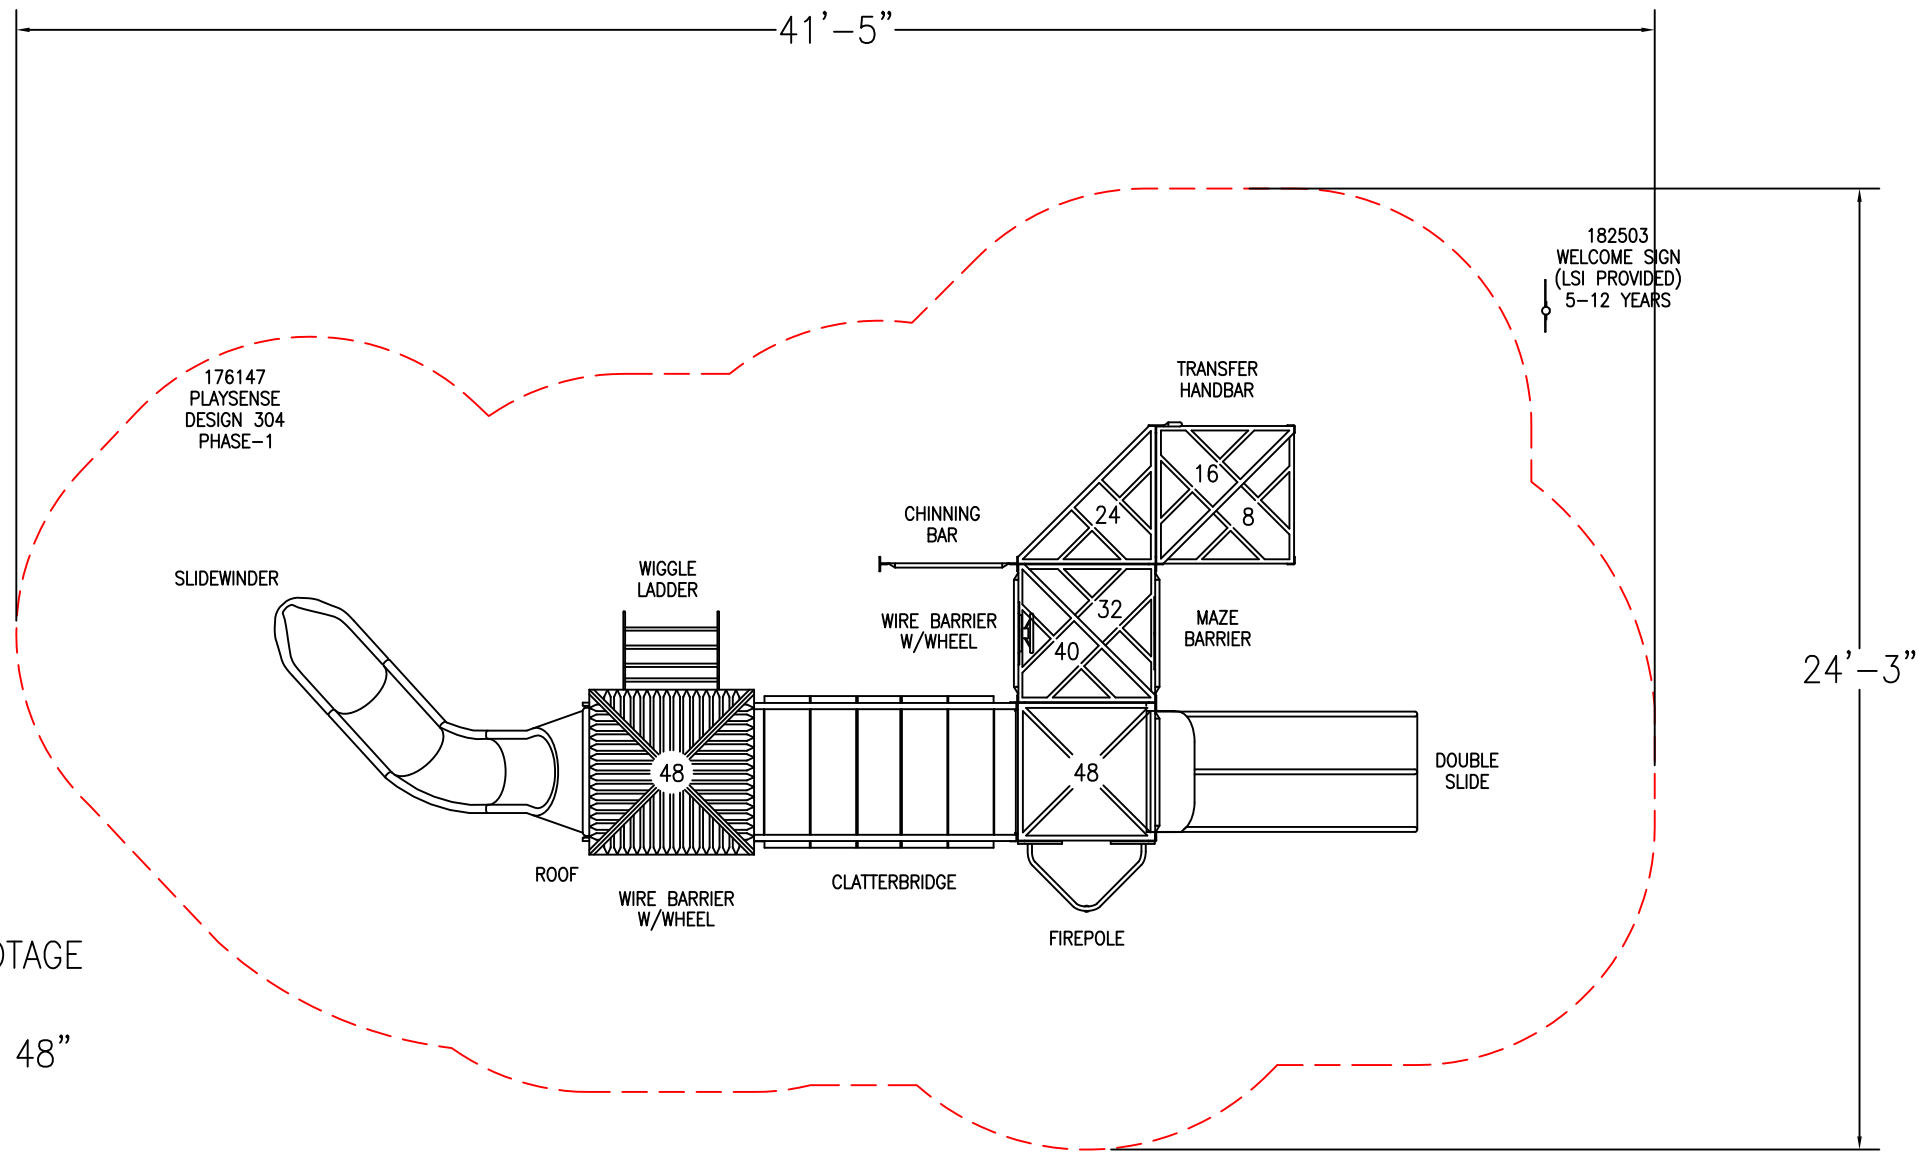 41'-5"
182503
WELCOME SIGN
(LSI PROVIDED)
5-12 YEARS
TRANSFER
HANDBAR
176147
PLAYSENSE
DESIGN 304
PHASE-1
16
8
24
CHINNING
BAR
SLIDEWINDER
WIGGLE
LADDER
WIRE BARRIER
W/WHEEL
32
40
MAZE
BARRIER
24'-3"
48
48
DOUBLE
SLIDE
ROOF
WIRE BARRIER
W/WHEEL
CLATTERBRIDGE
FIREPOLE
48"